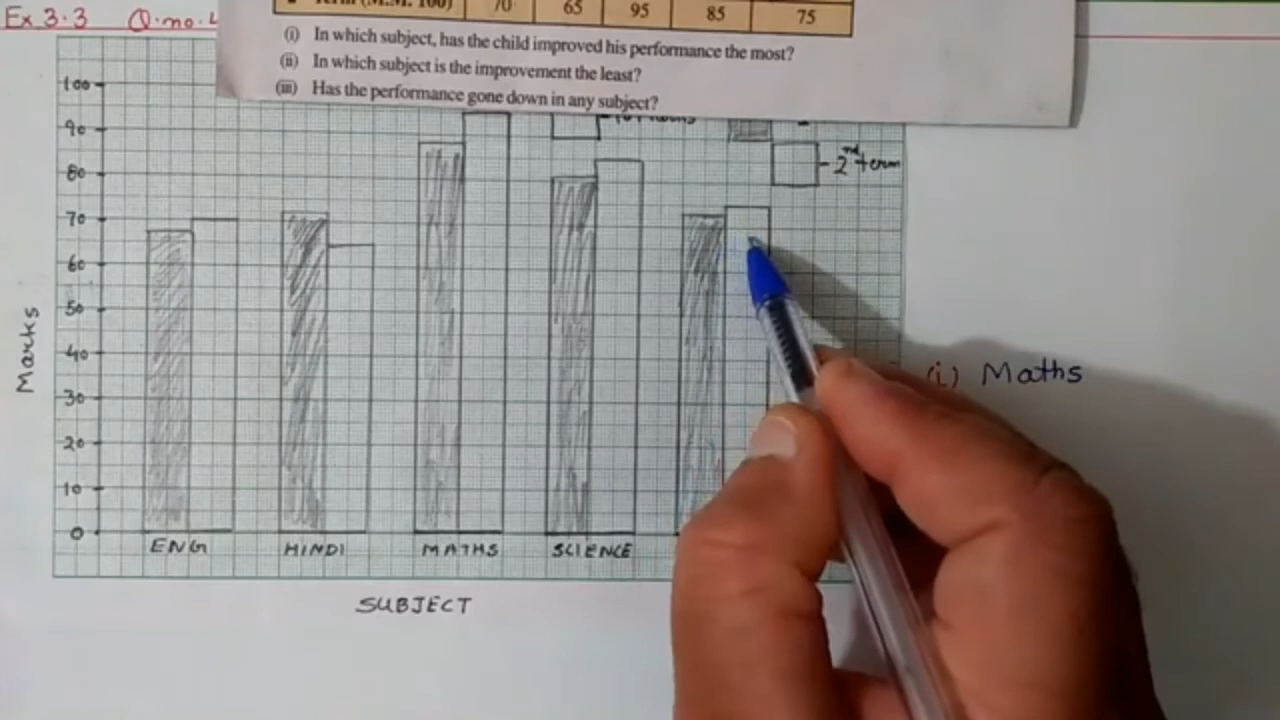 Ex 3.3 Q.no.4
Term (M.M. 100) 70 65 95 85 75
(i) In which subject, has the child improved his performance the most?
(ii) In which subject is the improvement the least?
(iii) Has the performance gone down in any subject?
100
90
80
70
60
50
40
30
20
10
0
Marks
2nd term
ENG HINDI MATHS SCIENCE
SUBJECT
(i) Maths